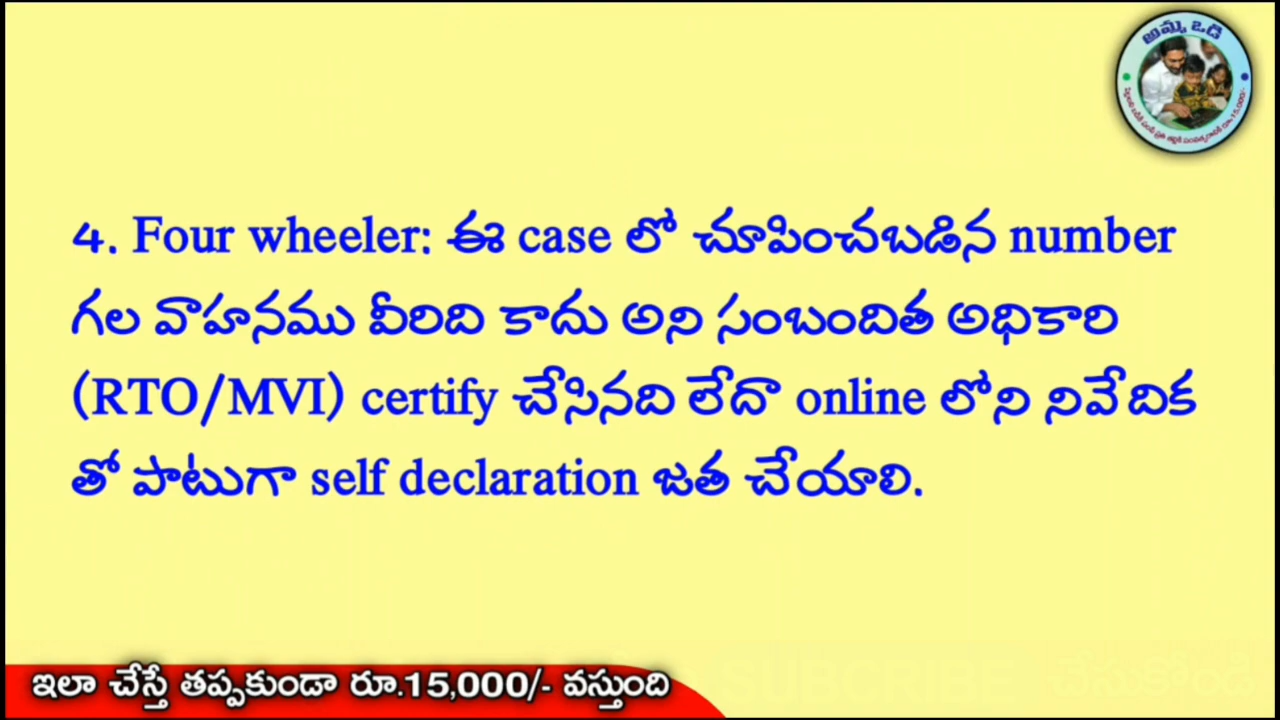 అమ్మ ఒడి
4. Four wheeler: ఈ case లో చూపించబడిన number
గల వాహనము వీరిది కాదు అని సంబందిత అధికారి
(RTO/MVI) certify చేసినది లేదా online లోని నివేదిక
తో పాటుగా self declaration జత చేయాలి.
ఇలా చేస్తే తప్పకుండా రూ.15,000/- వస్తుంది
SUBSCRIBE